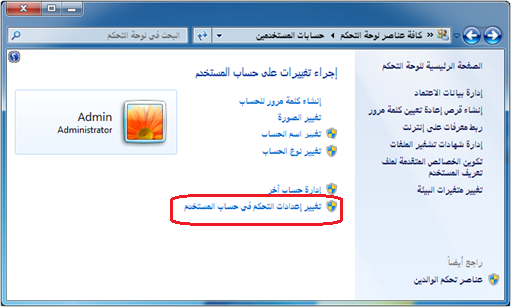 كافة عناصر لوحة التحكم
حسابات المستخدمين
البحث في لوحة التحكم
الصفحة الرئيسية للوحة التحكم
إدارة بيانات الاعتماد
إنشاء قرص إعادة تعيين كلمة مرور
ربط معرفات على إنترنت
إدارة شهادات تشفير الملفات
تكوين الخصائص المتقدمة لملف
تعريف المستخدم
تغيير متغيرات البيئة
راجع أيضاً
عناصر تحكم الوالدين
إجراء تغييرات على حساب المستخدم
إنشاء كلمة مرور للحساب
تغيير الصورة
تغيير اسم الحساب
تغيير نوع الحساب
إدارة حساب آخر
تغيير إعدادات التحكم في حساب المستخدم
Admin
Administrator